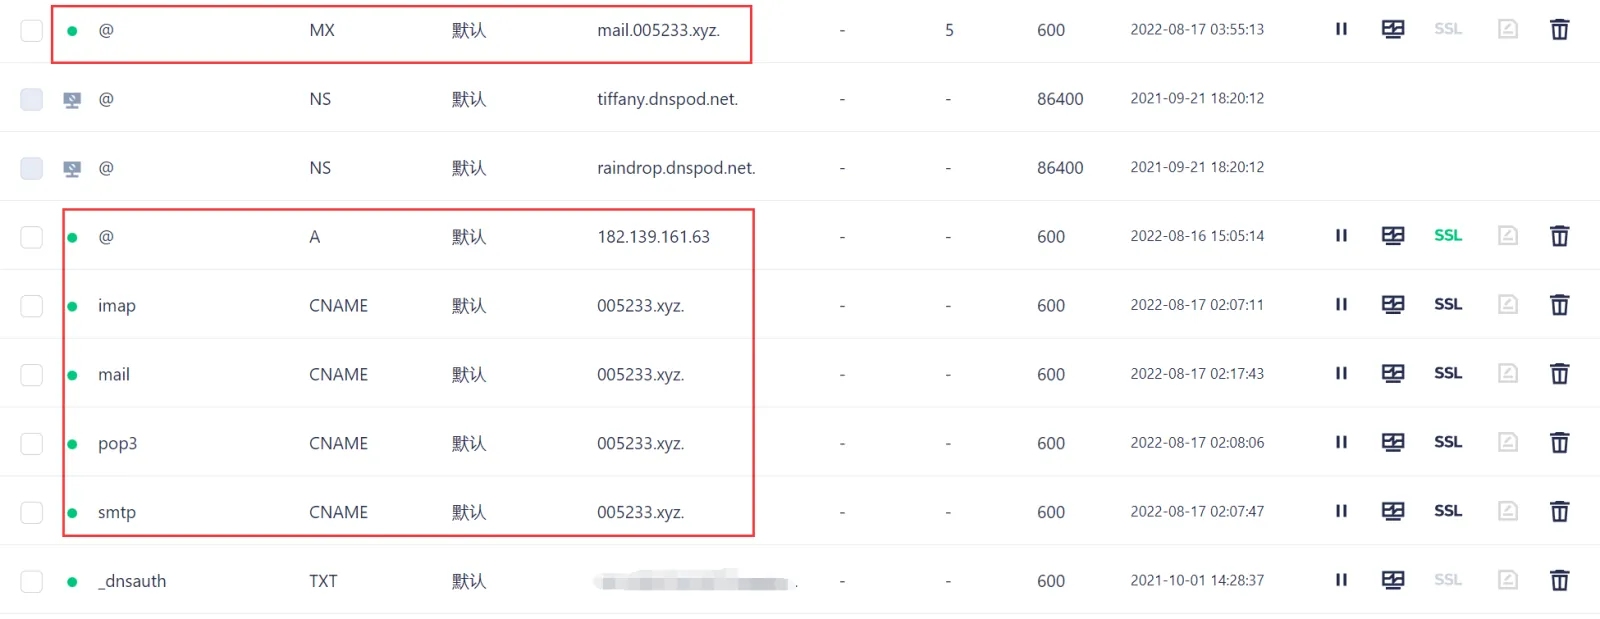 @ MX 默认 mail.005233.xyz. - 5 600 2022-08-17 03:55:13 SSL
@ NS 默认 tiffany.dnspod.net. - - 86400 2021-09-21 18:20:12
@ NS 默认 raindrop.dnspod.net. - - 86400 2021-09-21 18:20:12
@ A 默认 182.139.161.63 - - 600 2022-08-16 15:05:14 SSL
imap CNAME 默认 005233.xyz. - - 600 2022-08-17 02:07:11 SSL
mail CNAME 默认 005233.xyz. - - 600 2022-08-17 02:17:43 SSL
pop3 CNAME 默认 005233.xyz. - - 600 2022-08-17 02:08:06 SSL
smtp CNAME 默认 005233.xyz. - - 600 2022-08-17 02:07:47 SSL
_dnsauth TXT 默认 . - - 600 2021-10-01 14:28:37 SSL